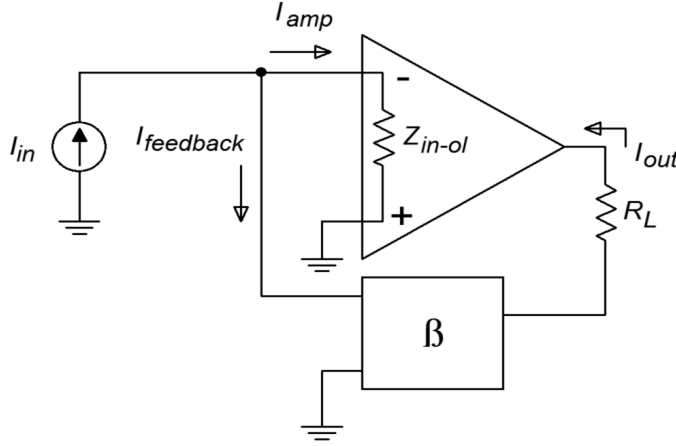 I_amp
-
I_in
I_feedback
Z_in-ol
I_out
+
R_L
ß